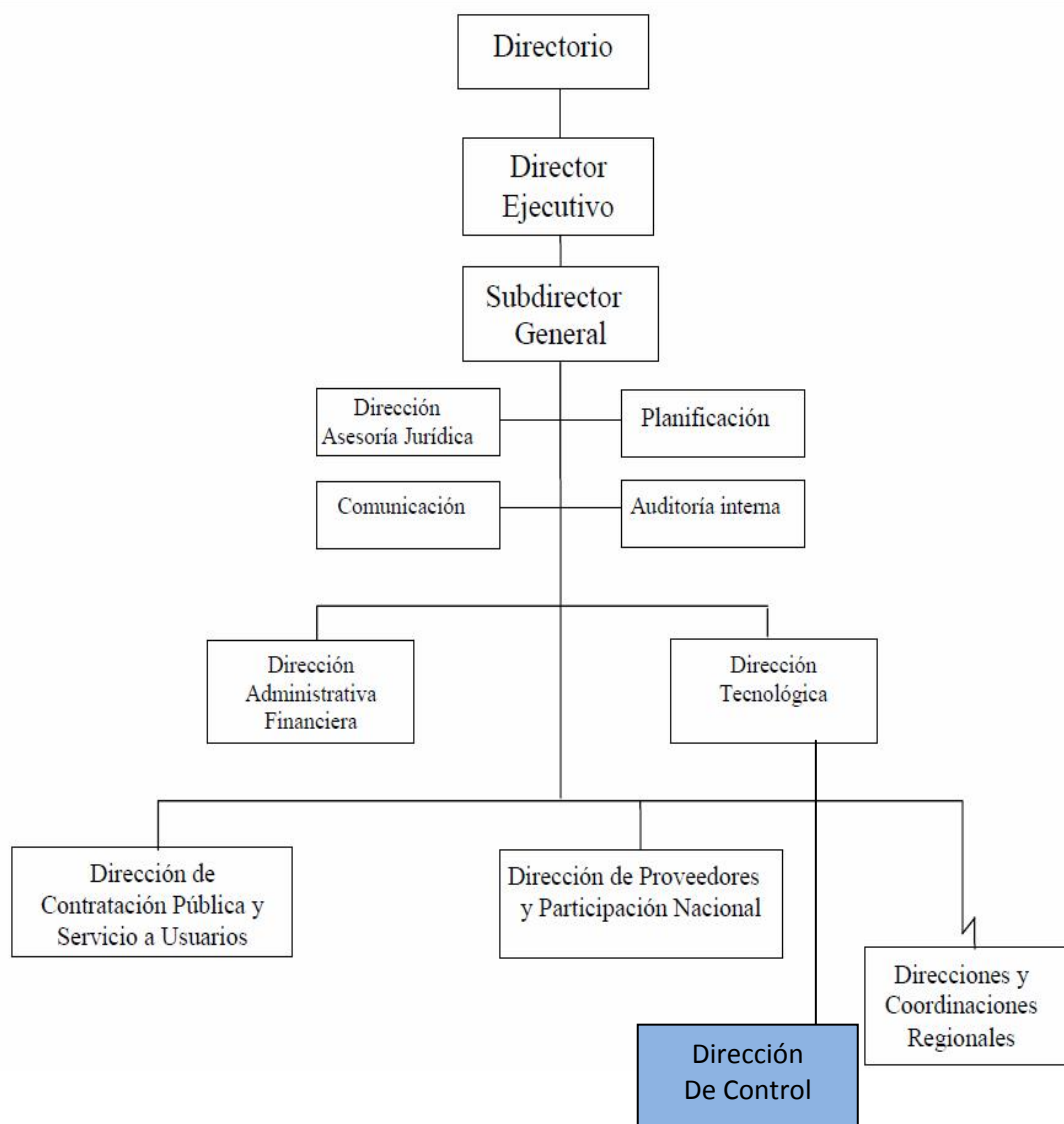 Directorio
Director
Ejecutivo
Subdirector
General
Dirección
Asesoría Jurídica
Planificación
Comunicación
Auditoría interna
Dirección
Administrativa
Financiera
Dirección
Tecnológica
Dirección de
Contratación Pública y
Servicio a Usuarios
Dirección de Proveedores
y Participación Nacional
Direcciones y
Coordinaciones
Regionales
Dirección
De Control